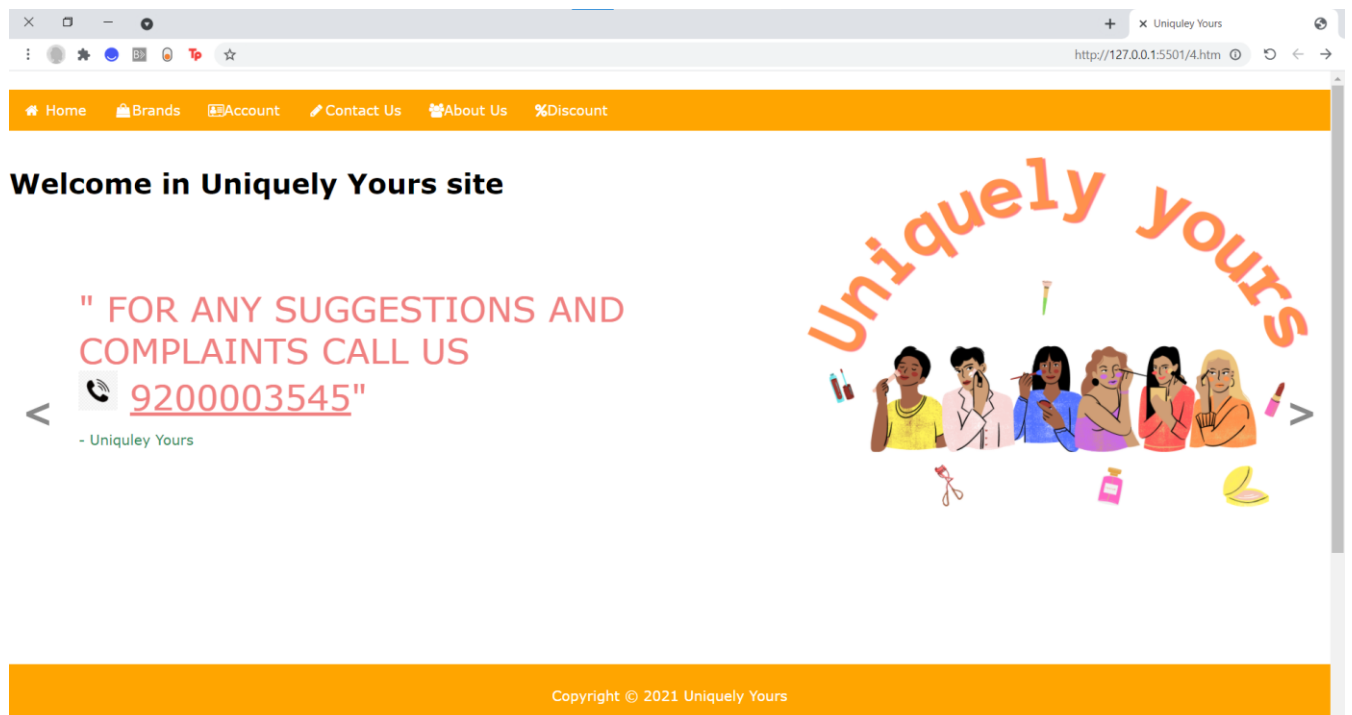 Uniquley Yours
http://127.0.0.1:5501/4.htm
Home Brands Account Contact Us About Us %Discount
Welcome in Uniquely Yours site
Uniquely yours
" FOR ANY SUGGESTIONS AND
COMPLAINTS CALL US
9200003545"
- Uniquley Yours
<
>
Copyright © 2021 Uniquely Yours